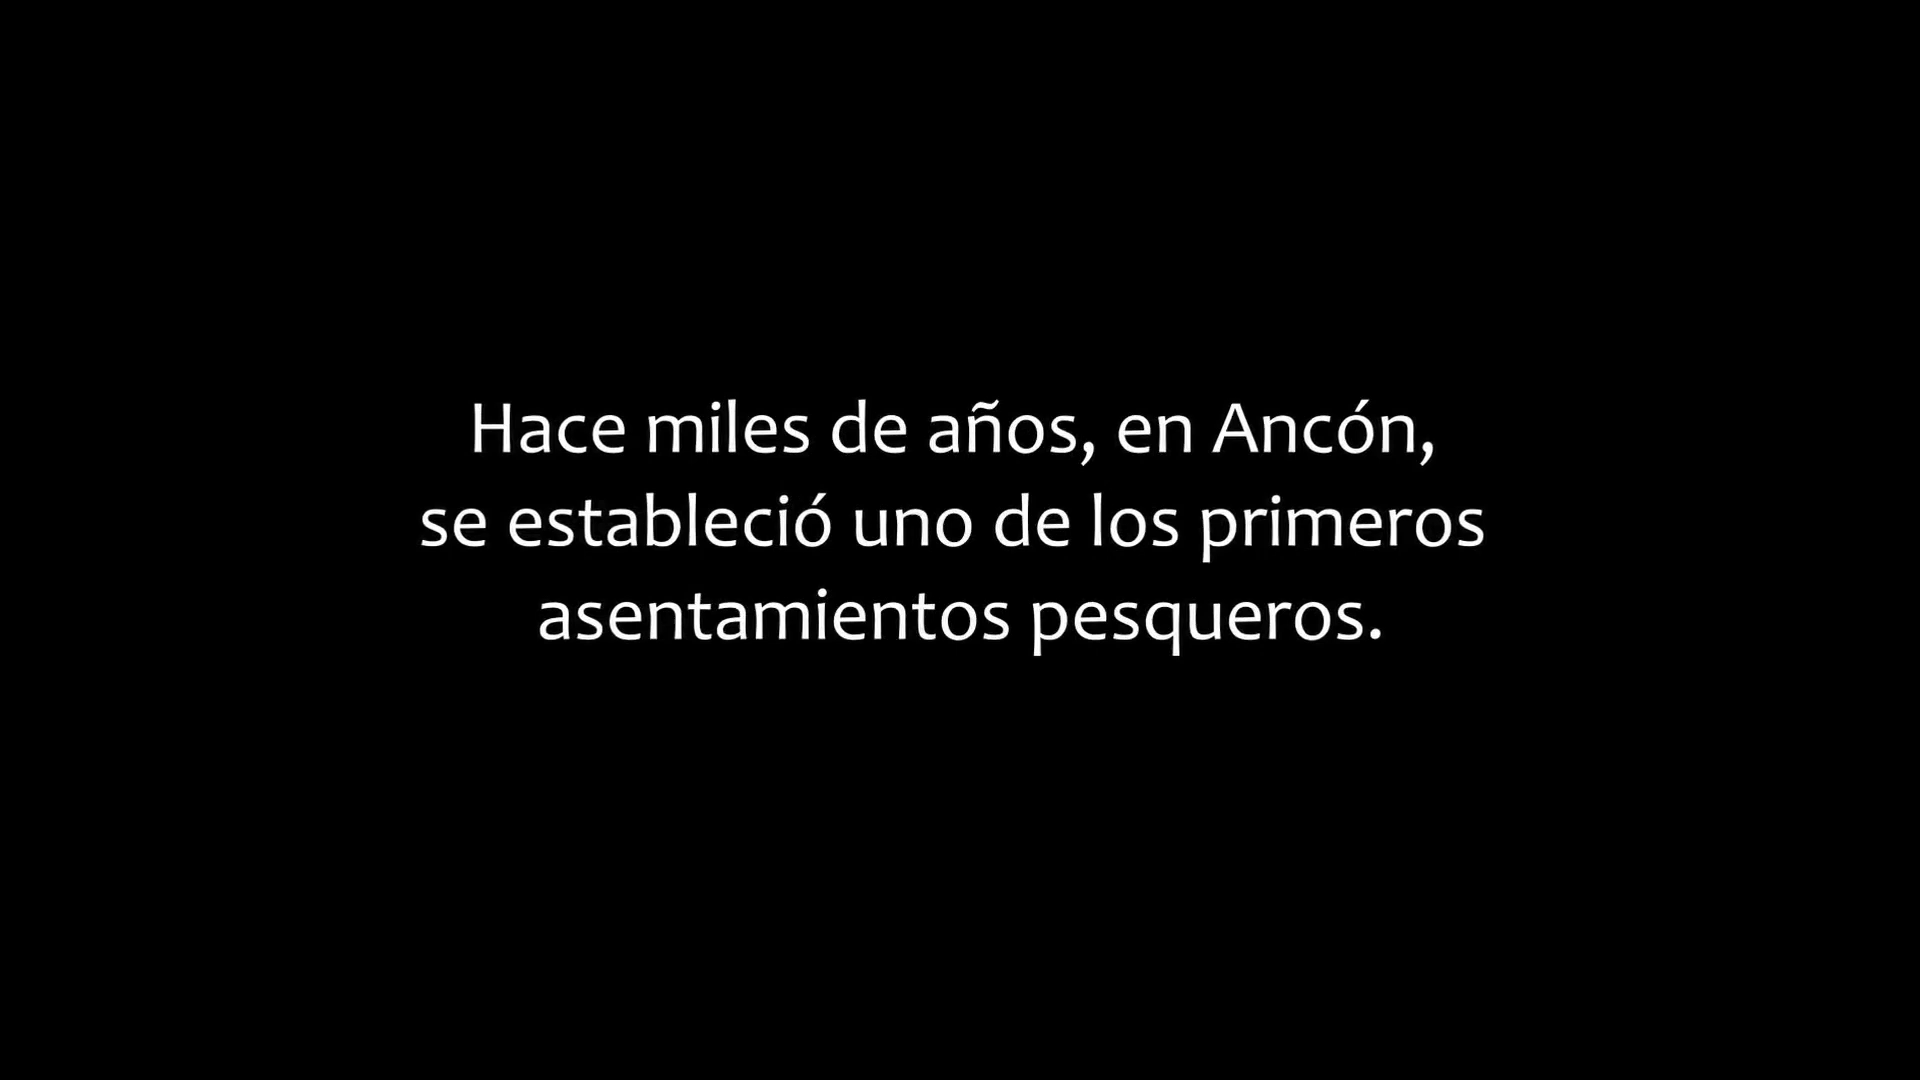 Hace miles de años, en Ancón,
se estableció uno de los primeros
asentamientos pesqueros.